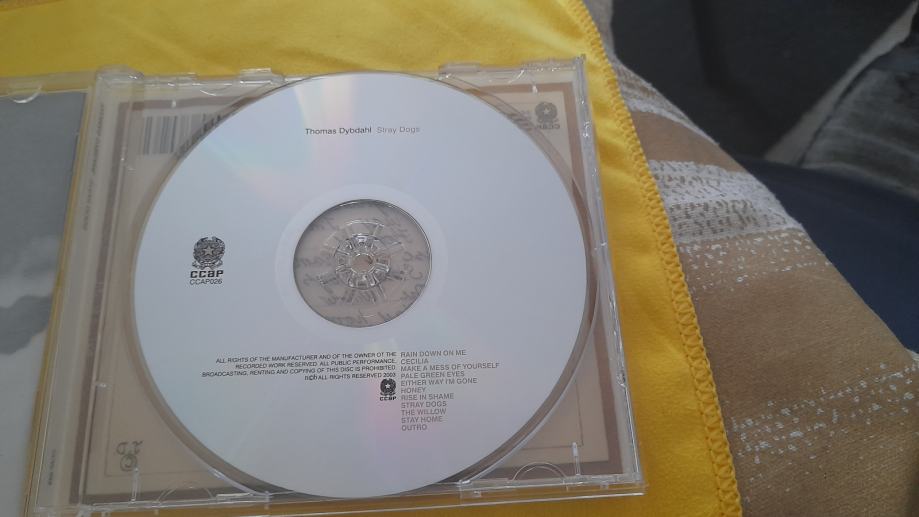 Thomas Dybdahl Stray Dogs
CCAP
CCAP
CCAP026
ALL RIGHTS OF THE MANUFACTURER AND OF THE OWNER OT THE
RECORDED WORK RESERVED. ALL PUBLIC PERFORMANCE,
BROADCASTING, RENTING AND COPYING OF THIS DISC IS PROHIBITED.
ALL RIGHTS RESERVED 2003
CCAP
RAIN DOWN ON ME
CECILIA
MAKE A MESS OF YOURSELF
PALE GREEN EYES
EITHER WAY I'M GONE
HONEY
RISE IN SHAME
STRAY DOGS
THE WILLOW
STAY HOME
OUTRO